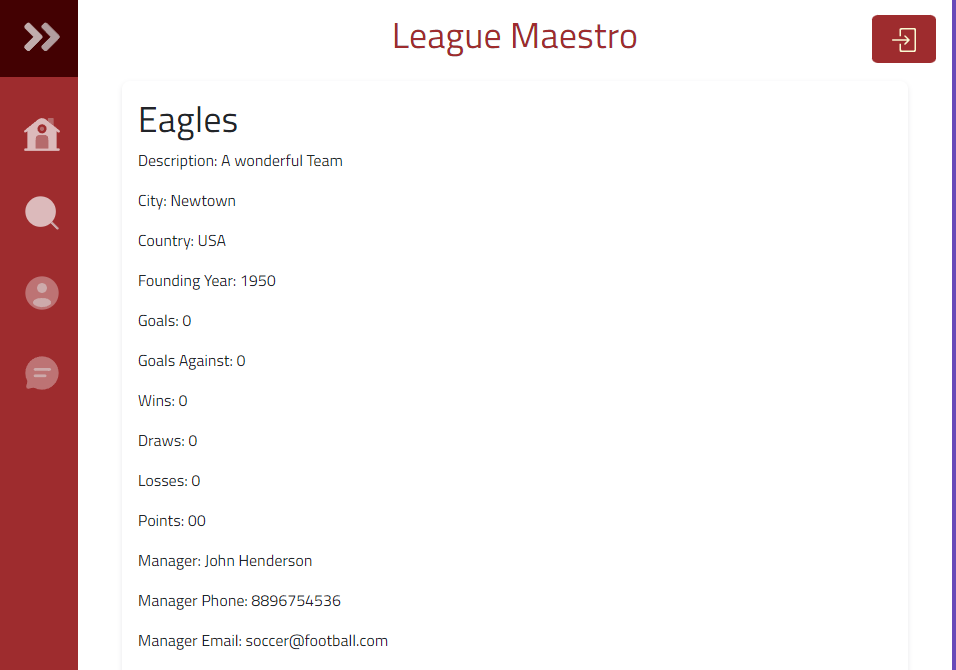 League Maestro
Eagles
Description: A wonderful Team
City: Newtown
Country: USA
Founding Year: 1950
Goals: 0
Goals Against: 0
Wins: 0
Draws: 0
Losses: 0
Points: 00
Manager: John Henderson
Manager Phone: 8896754536
Manager Email: soccer@football.com